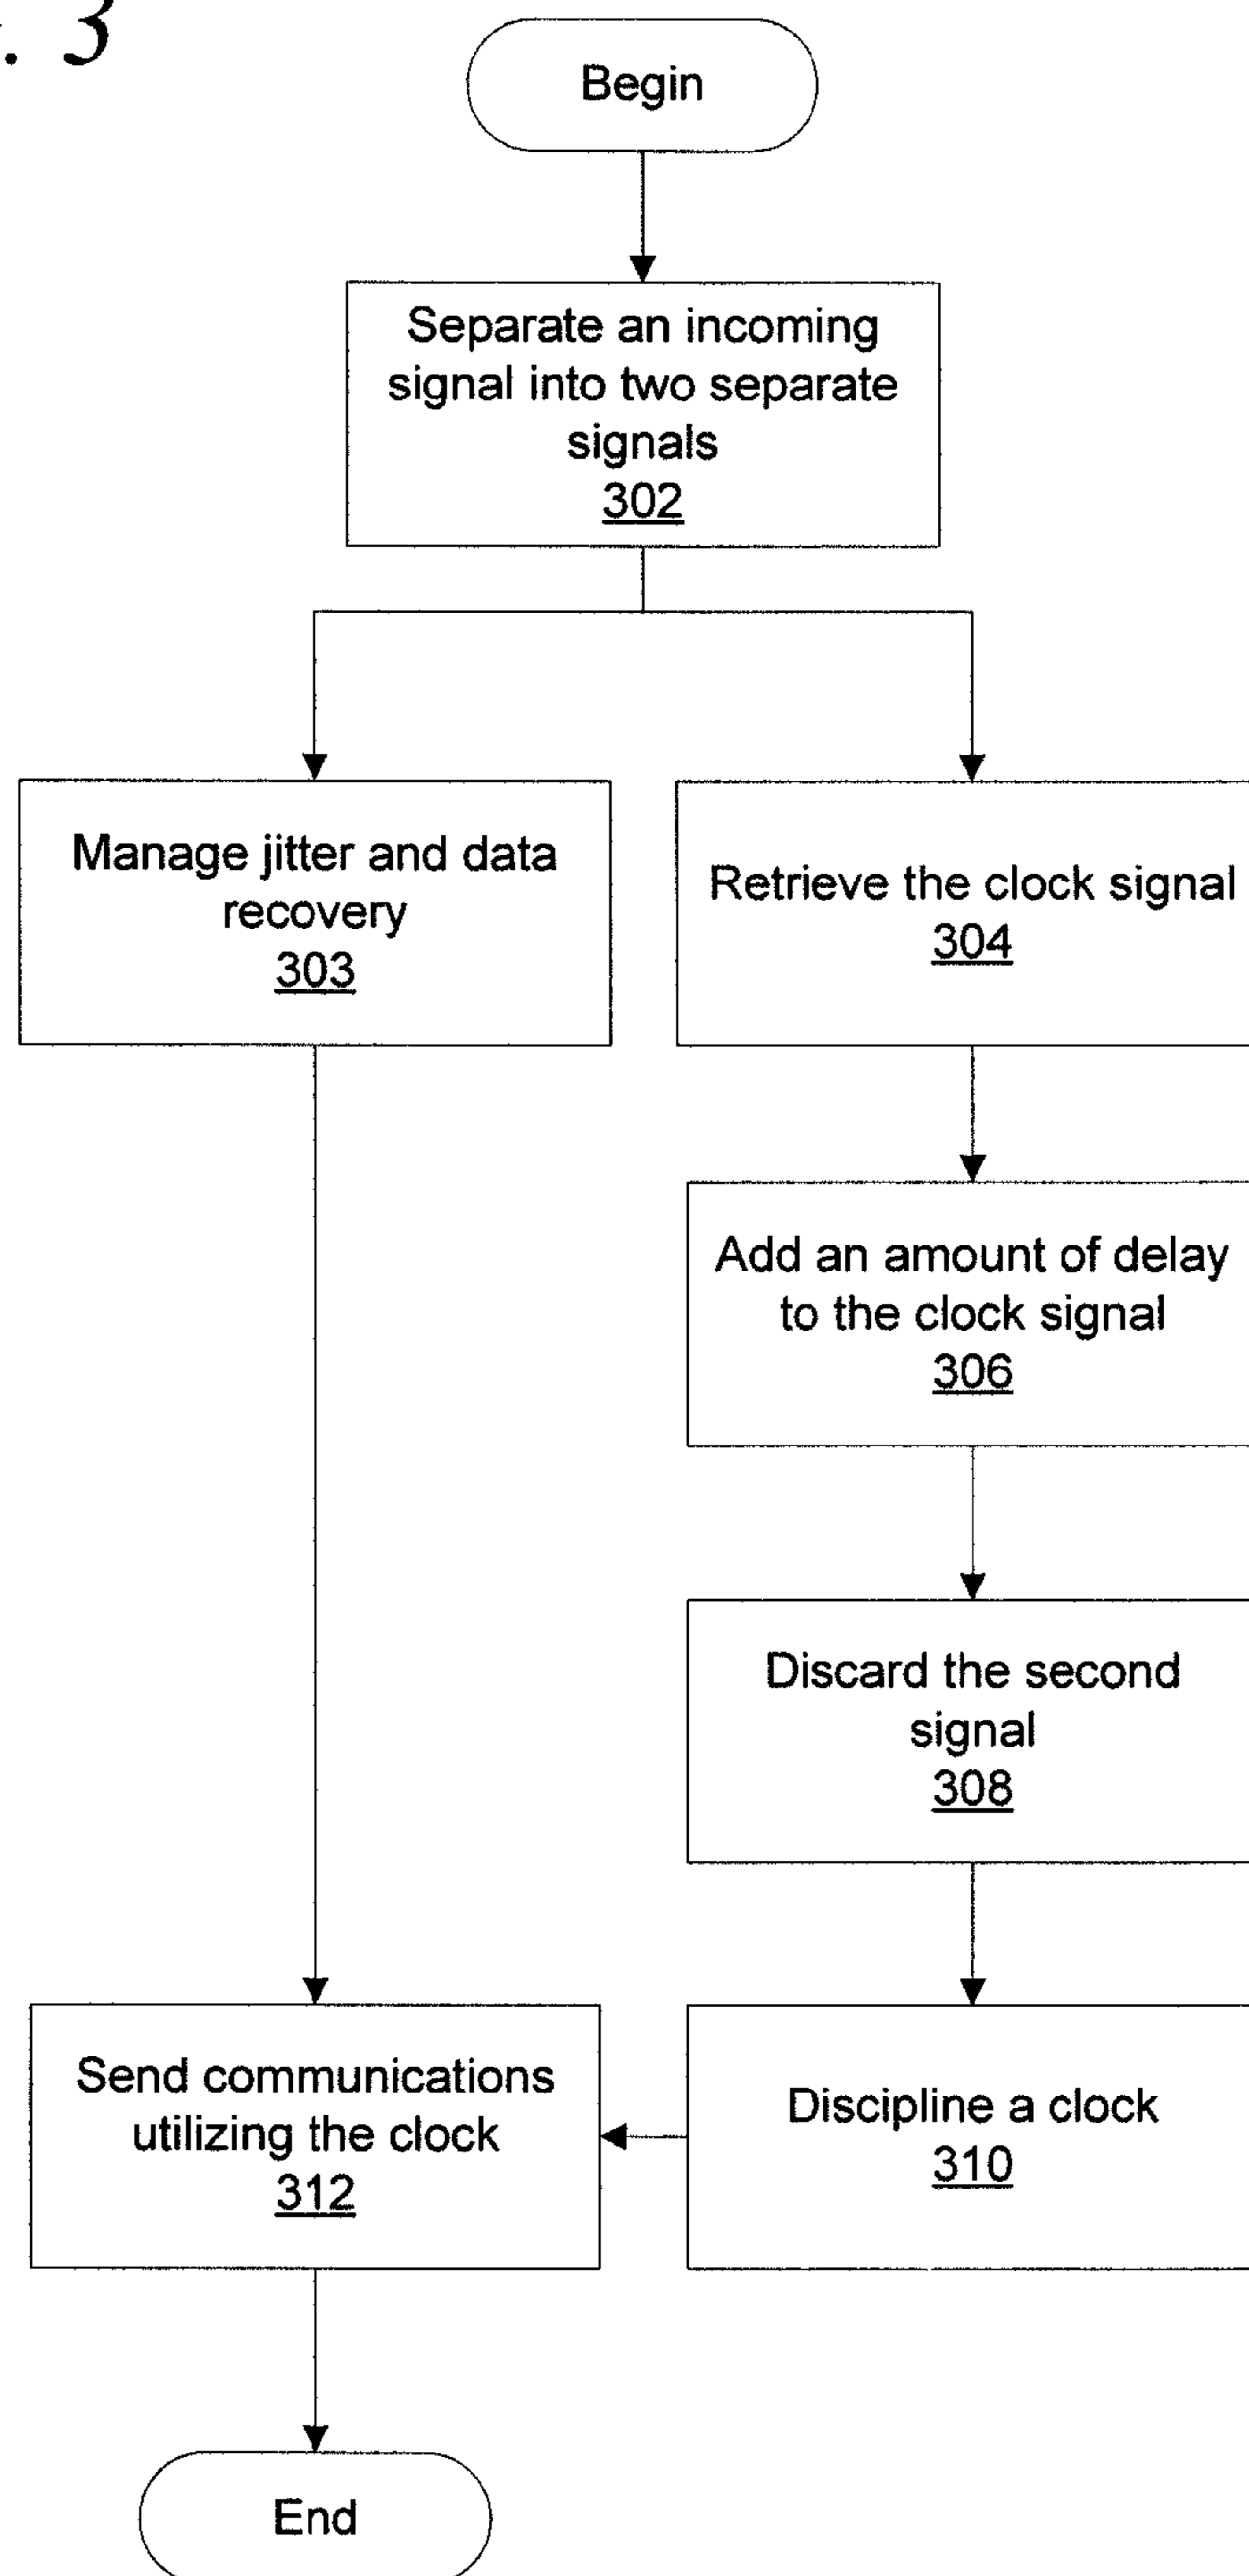 . 3
Begin
Separate an incoming
signal into two separate
signals
302
Manage jitter and data
recovery
303
Retrieve the clock signal
304
Add an amount of delay
to the clock signal
306
Discard the second
signal
308
Send communications
utilizing the clock
312
Discipline a clock
310
End